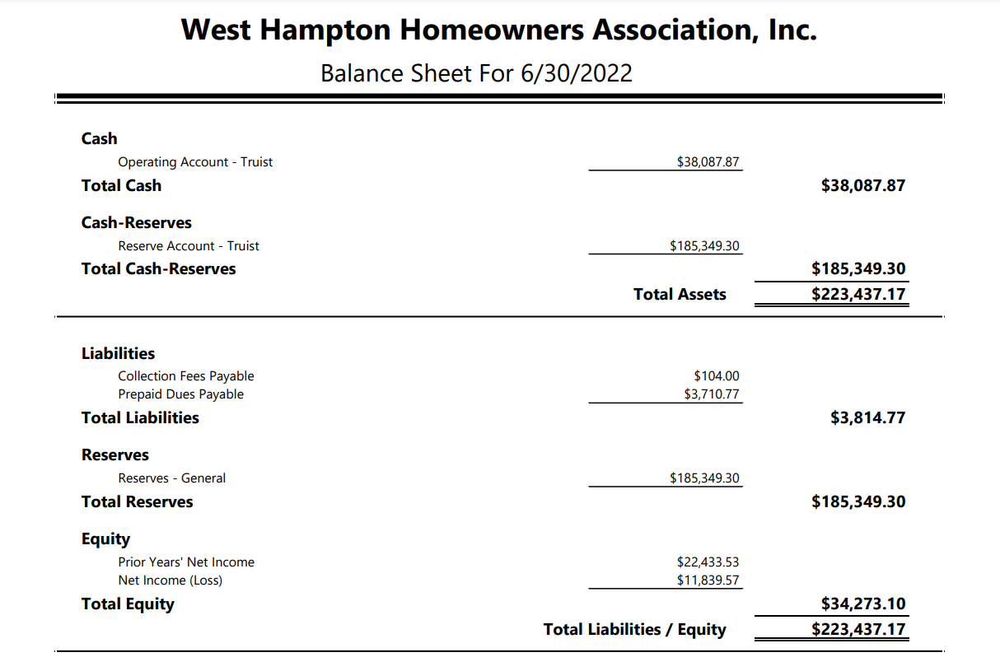 West Hampton Homeowners Association, Inc.
Balance Sheet For 6/30/2022
Cash
Operating Account - Truist $38,087.87
Total Cash $38,087.87
Cash-Reserves
Reserve Account - Truist $185,349.30
Total Cash-Reserves $185,349.30
Total Assets $223,437.17
Liabilities
Collection Fees Payable $104.00
Prepaid Dues Payable $3,710.77
Total Liabilities $3,814.77
Reserves
Reserves - General $185,349.30
Total Reserves $185,349.30
Equity
Prior Years' Net Income $22,433.53
Net Income (Loss) $11,839.57
Total Equity $34,273.10
Total Liabilities / Equity $223,437.17